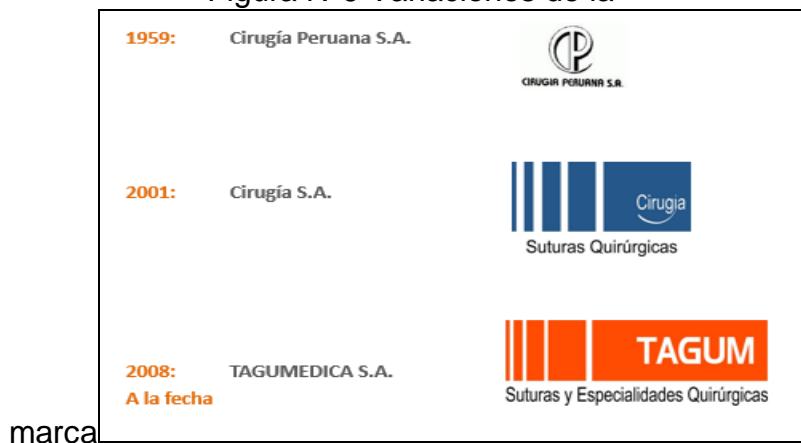 1959: Cirugía Peruana S.A.
CP
CIRUGIA PERUANA S.A.
2001: Cirugía S.A.
Cirugia
Suturas Quirúrgicas
TAGUM
2008: TAGUMEDICA S.A.
A la fecha
Suturas y Especialidades Quirúrgicas
marca